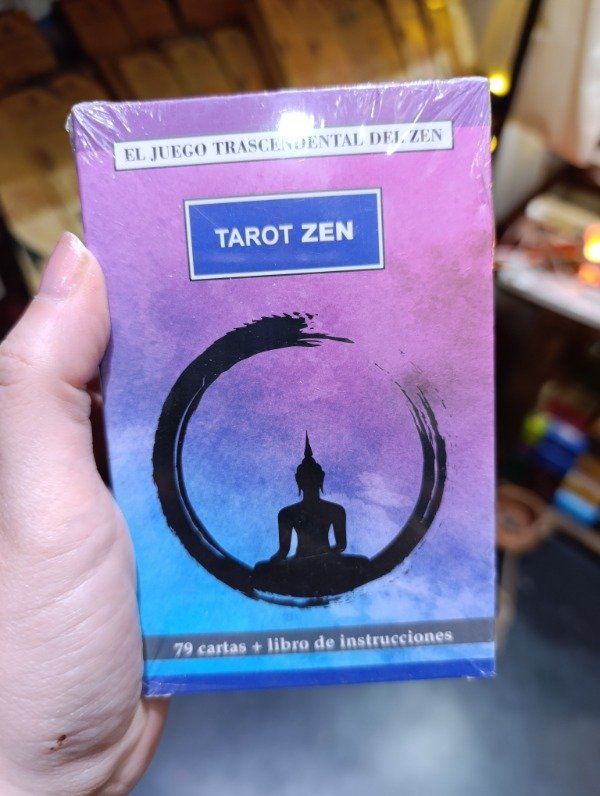 EL JUEGO TRASCENDENTAL DEL ZEN
TAROT ZEN
79 cartas + libro de instrucciones